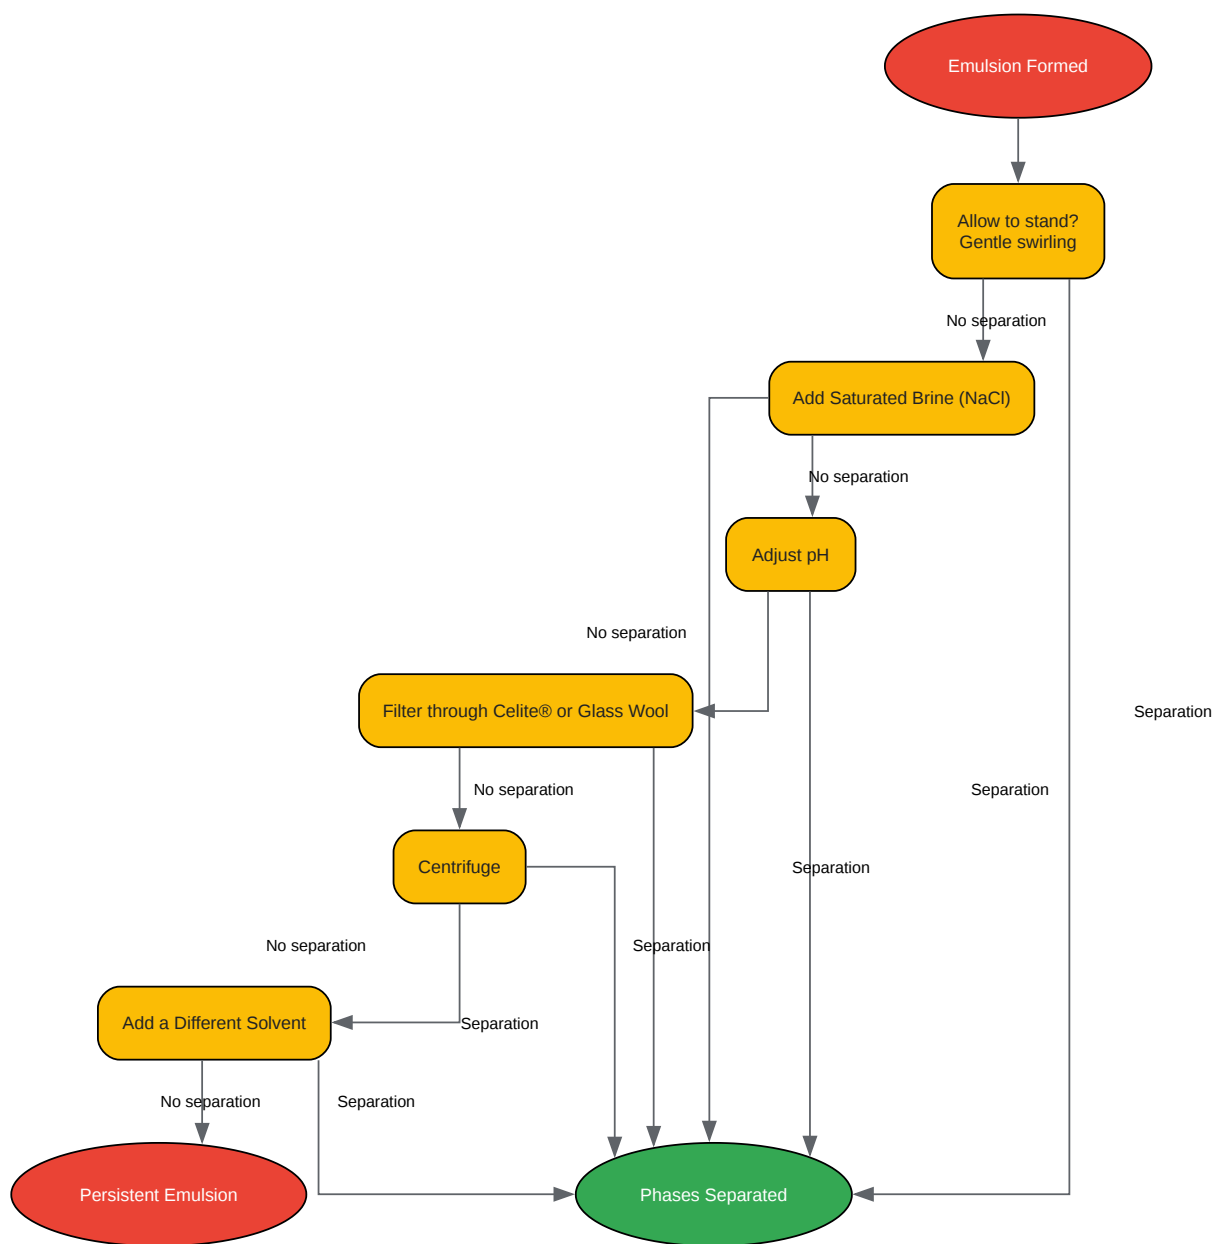 Emulsion Formed
Allow to stand?
Gentle swirling
No separation
Add Saturated Brine (NaCl)
No separation
Adjust pH
No separation
Filter through Celite® or Glass Wool
Separation
No separation
Separation
Centrifuge
Separation
No separation
Separation
Add a Different Solvent
Separation
No separation
Separation
Persistent Emulsion
Phases Separated